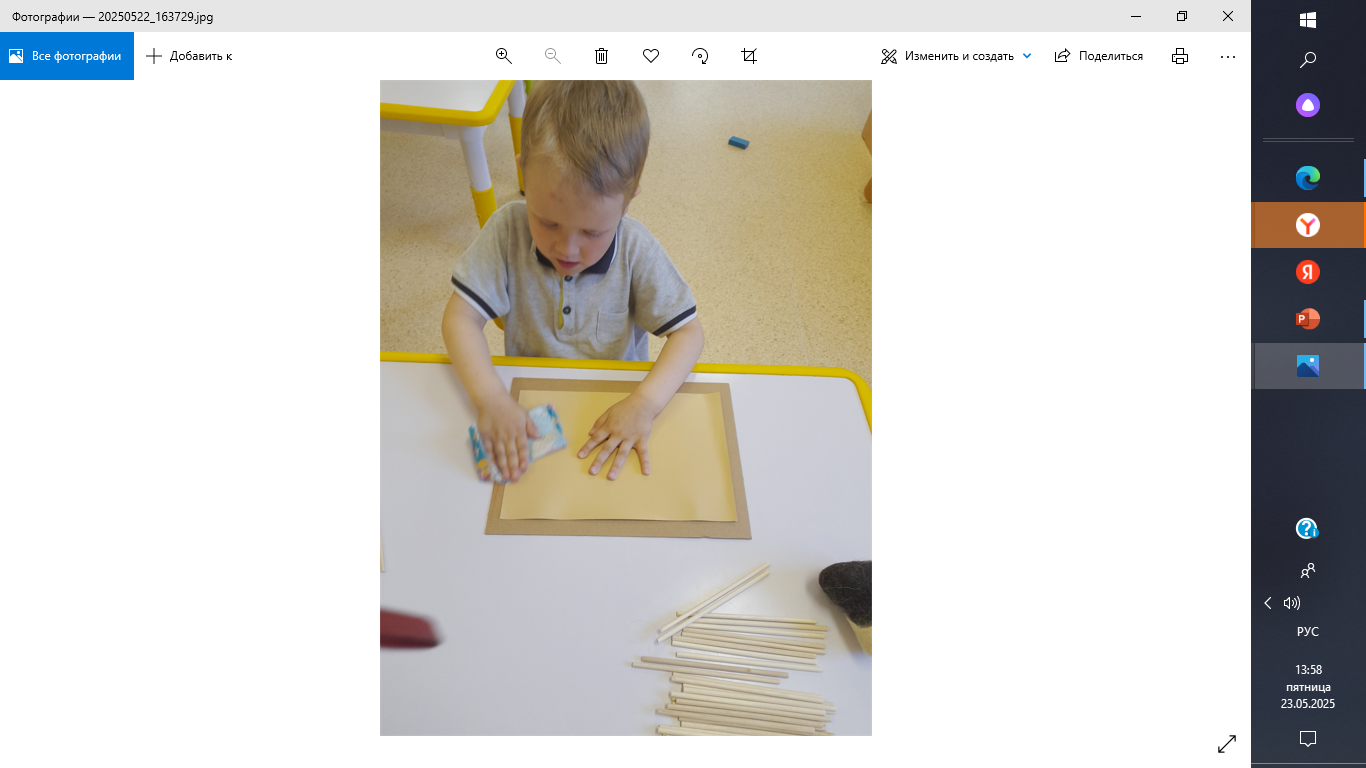 Фотографии — 20250522_163729.jpg
Все фотографии
Добавить к
Изменить и создать
Поделиться
РУС
13:58
пятница
23.05.2025